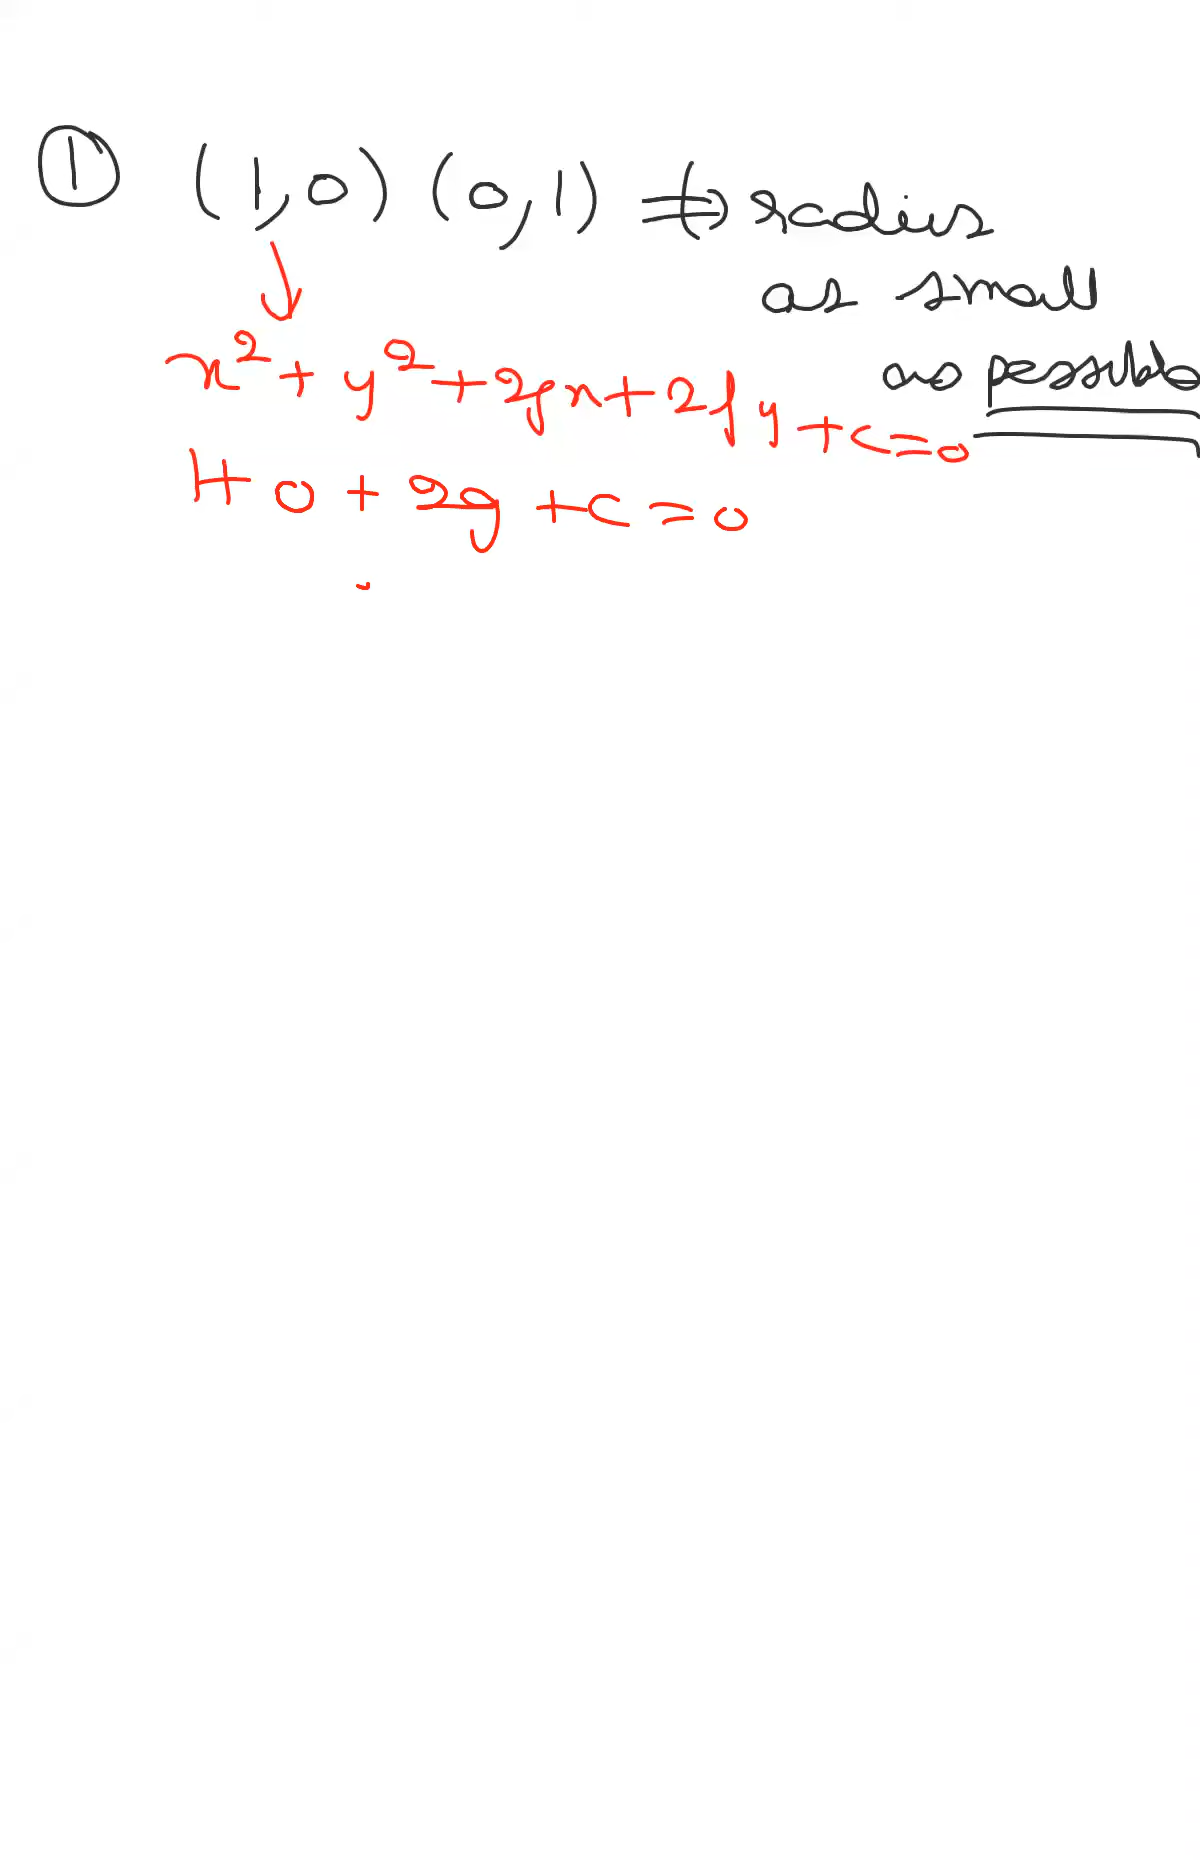 ① (1,0) (0,1) ⇒ radius
as small
as possible
x² + y² + 2gx + 2fy + c = 0
1 + 0 + 2g + c = 0